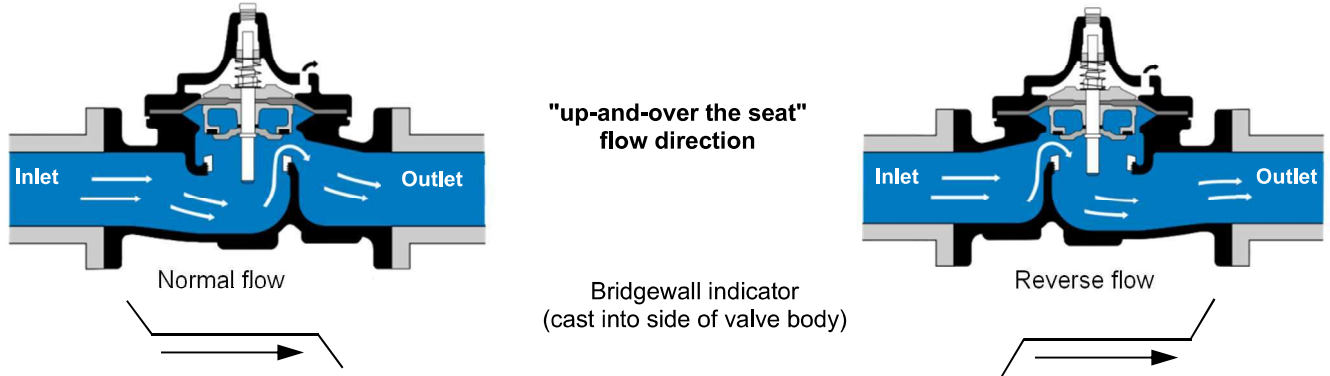 "up-and-over the seat"
flow direction
Inlet
Outlet
Inlet
Outlet
Normal flow
Bridgewall indicator
(cast into side of valve body)
Reverse flow